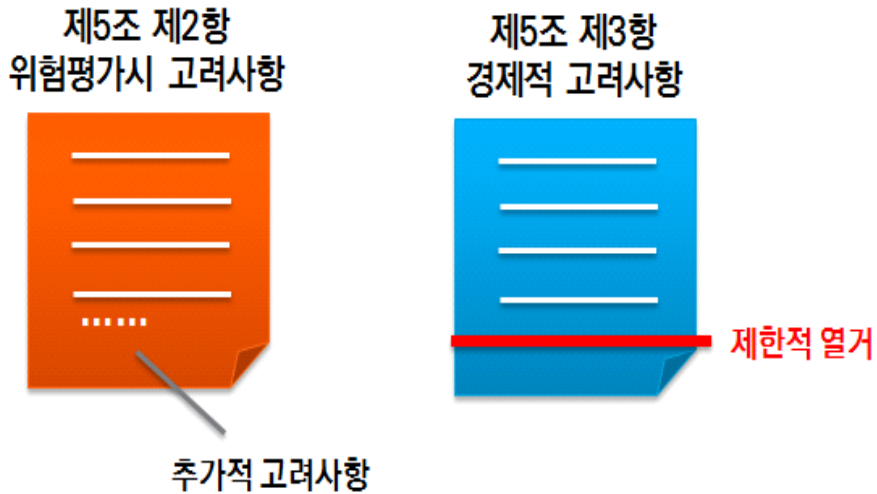 제5조 제2항
위험평가시 고려사항
제5조 제3항
경제적 고려사항
제한적 열거
추가적 고려사항